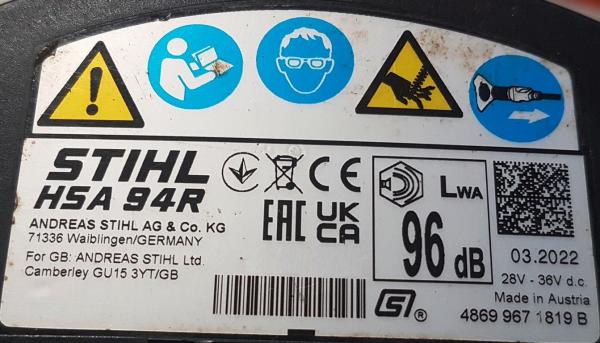 STIHL
HSA 94R
ANDREAS STIHL AG & Co. KG
71336 Waiblingen/GERMANY
For GB: ANDREAS STIHL Ltd.
Camberley GU15 3YT/GB
CE
EAC
UK
CA
LWA
96 dB
03.2022
28V - 36V d.c.
Made in Austria
4869 967 1819 B
®